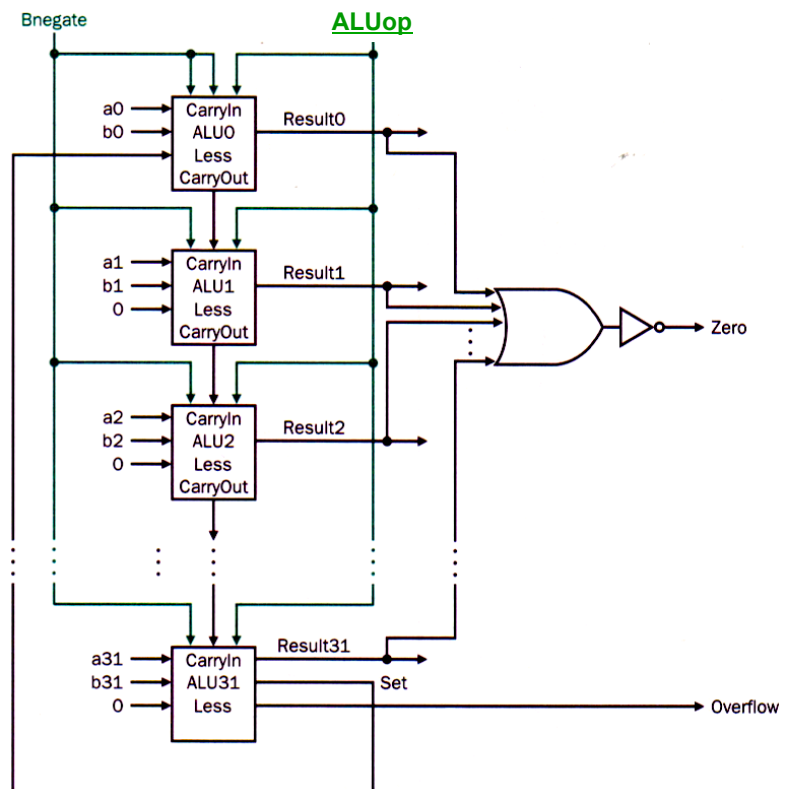 Bnegate
ALUop
a0
b0
CarryIn
ALU0
Less
CarryOut
Result0
a1
b1
0
CarryIn
ALU1
Less
CarryOut
Result1
Zero
a2
b2
0
CarryIn
ALU2
Less
CarryOut
Result2
a31
b31
0
CarryIn
ALU31
Less
Result31
Set
Overflow